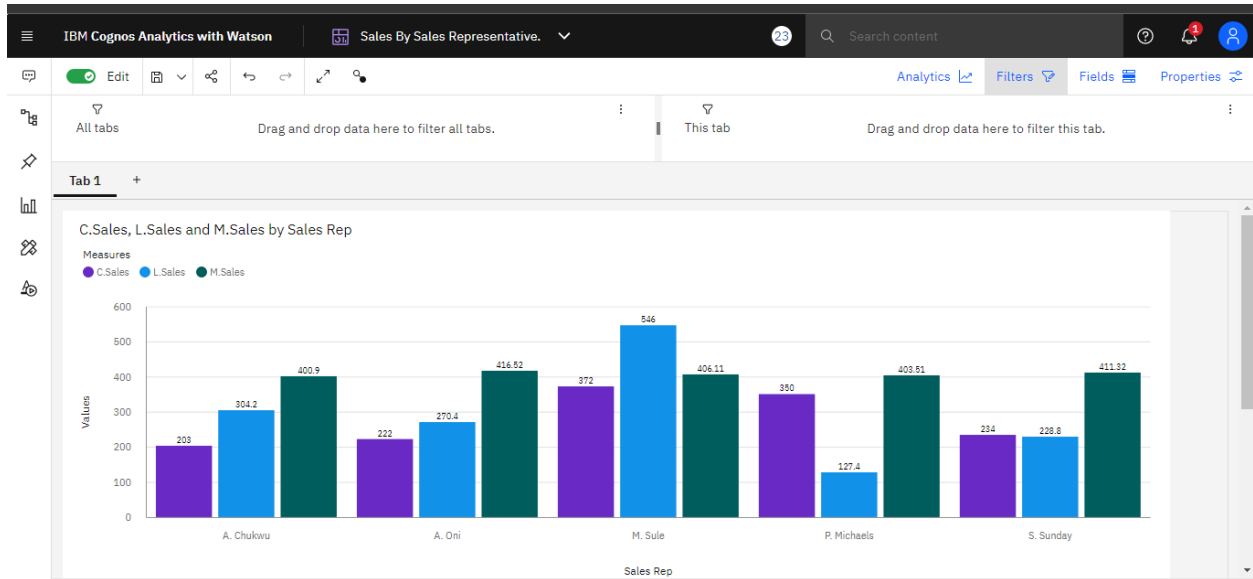 IBM Cognos Analytics with Watson
Sales By Sales Representative.
23
Search content
1
Edit
Analytics
Filters
Fields
Properties
All tabs
Drag and drop data here to filter all tabs.
This tab
Drag and drop data here to filter this tab.
Tab 1
+
C.Sales, L.Sales and M.Sales by Sales Rep
Measures
C.Sales L.Sales M.Sales
Values
600
500
400
300
200
100
0
203
304.2
400.9
222
270.4
416.52
372
546
406.11
350
127.4
403.51
234
228.8
411.32
A. Chukwu
A. Oni
M. Sule
P. Michaels
S. Sunday
Sales Rep